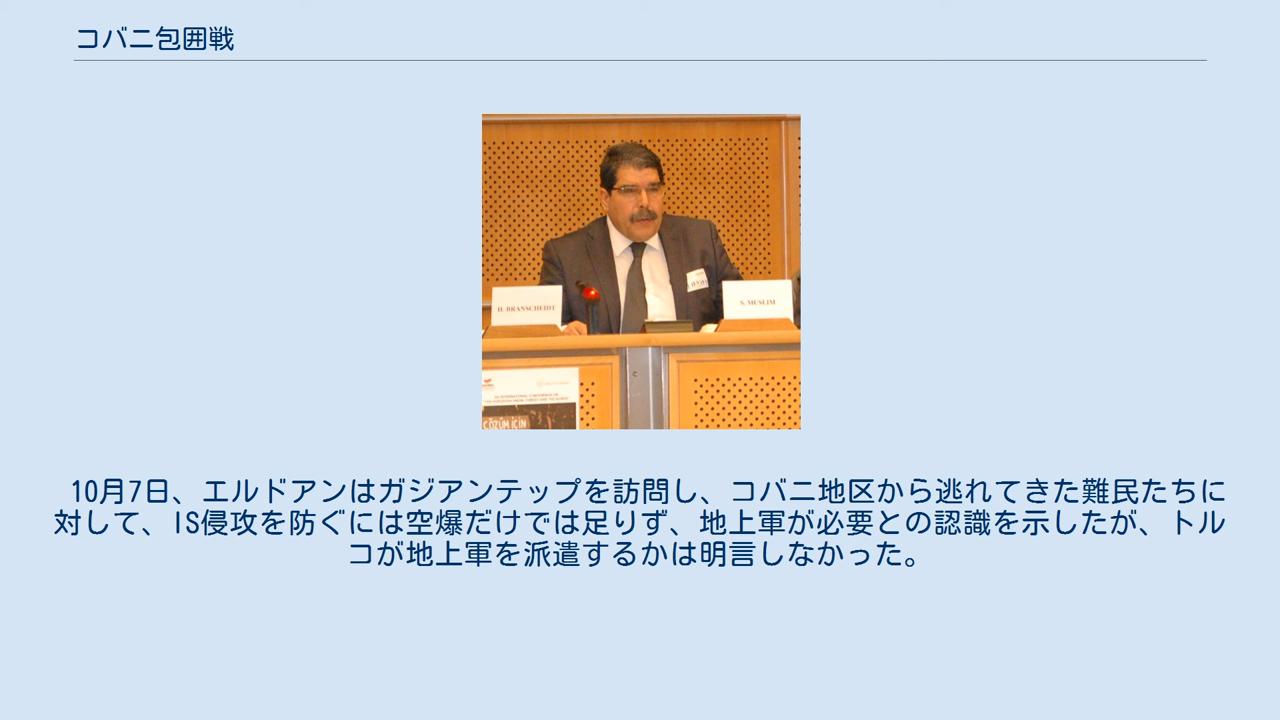 コバニ包囲戦
H. BRANSCHEIDT
S. MUSLIM
ÇÖZÜM İÇİN
10月7日、エルドアンはガジアンテップを訪問し、コバニ地区から逃れてきた難民たちに
対して、IS侵攻を防ぐには空爆だけでは足りず、地上軍が必要との認識を示したが、トル
コが地上軍を派遣するかは明言しなかった。